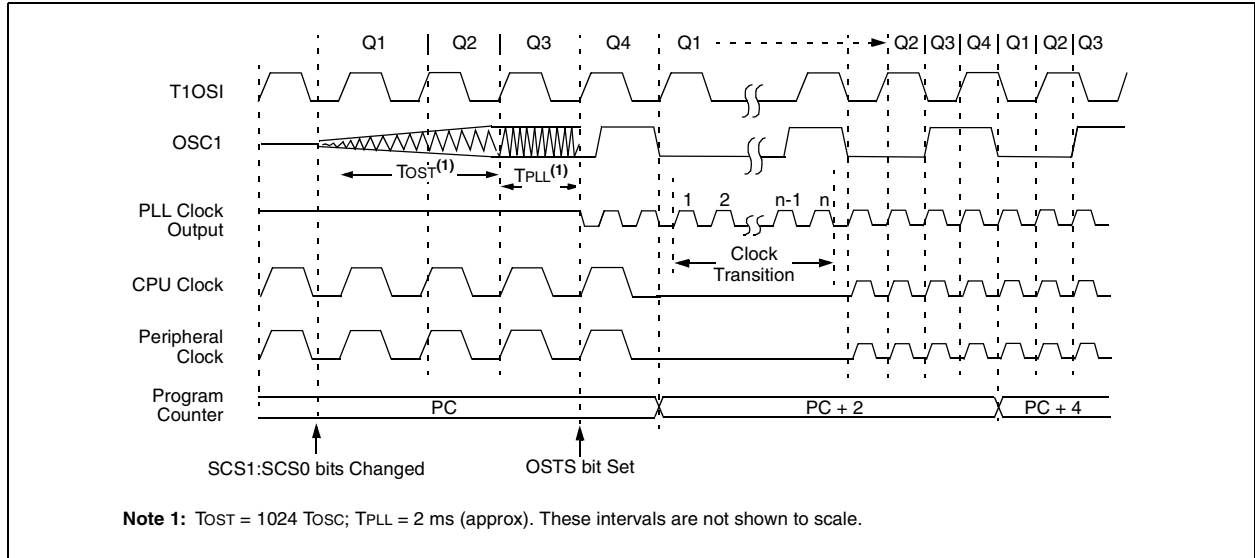 Q1 Q2 Q3 Q4 Q1 Q2 Q3 Q4 Q1 Q2 Q3
T1OSI
OSC1
TOST(1)
TPLL(1)
PLL Clock
Output
1 2 n-1 n
Clock
Transition
CPU Clock
Peripheral
Clock
Program
Counter
PC PC + 2 PC + 4
SCS1:SCS0 bits Changed
OSTS bit Set
Note 1: TOST = 1024 TOSC; TPLL = 2 ms (approx). These intervals are not shown to scale.